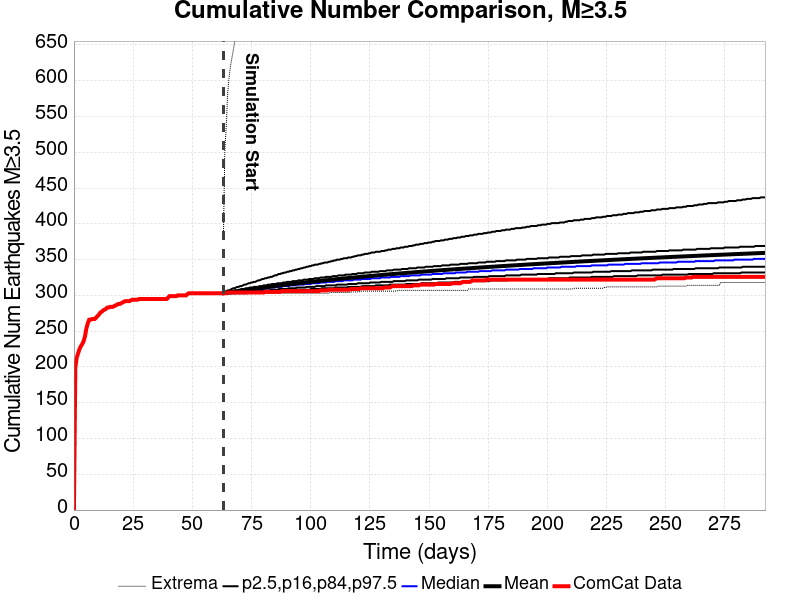 Cumulative Number Comparison, M≥3.5
Cumulative Num Earthquakes M≥3.5
650
600
550
500
450
400
350
300
250
200
150
100
50
0
Simulation Start
0 25 50 75 100 125 150 175 200 225 250 275
Time (days)
Extrema p2.5,p16,p84,p97.5 Median Mean ComCat Data